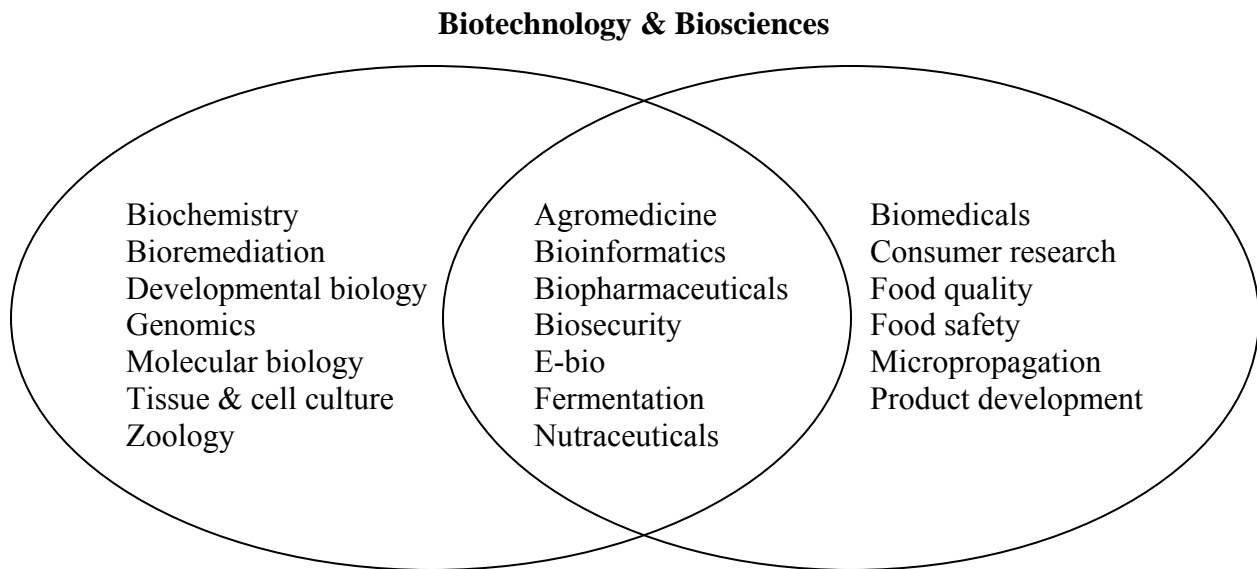 Biotechnology & Biosciences
Biochemistry
Bioremediation
Developmental biology
Genomics
Molecular biology
Tissue & cell culture
Zoology
Agromedicine
Bioinformatics
Biopharmaceuticals
Biosecurity
E-bio
Fermentation
Nutraceuticals
Biomedicals
Consumer research
Food quality
Food safety
Micropropagation
Product development